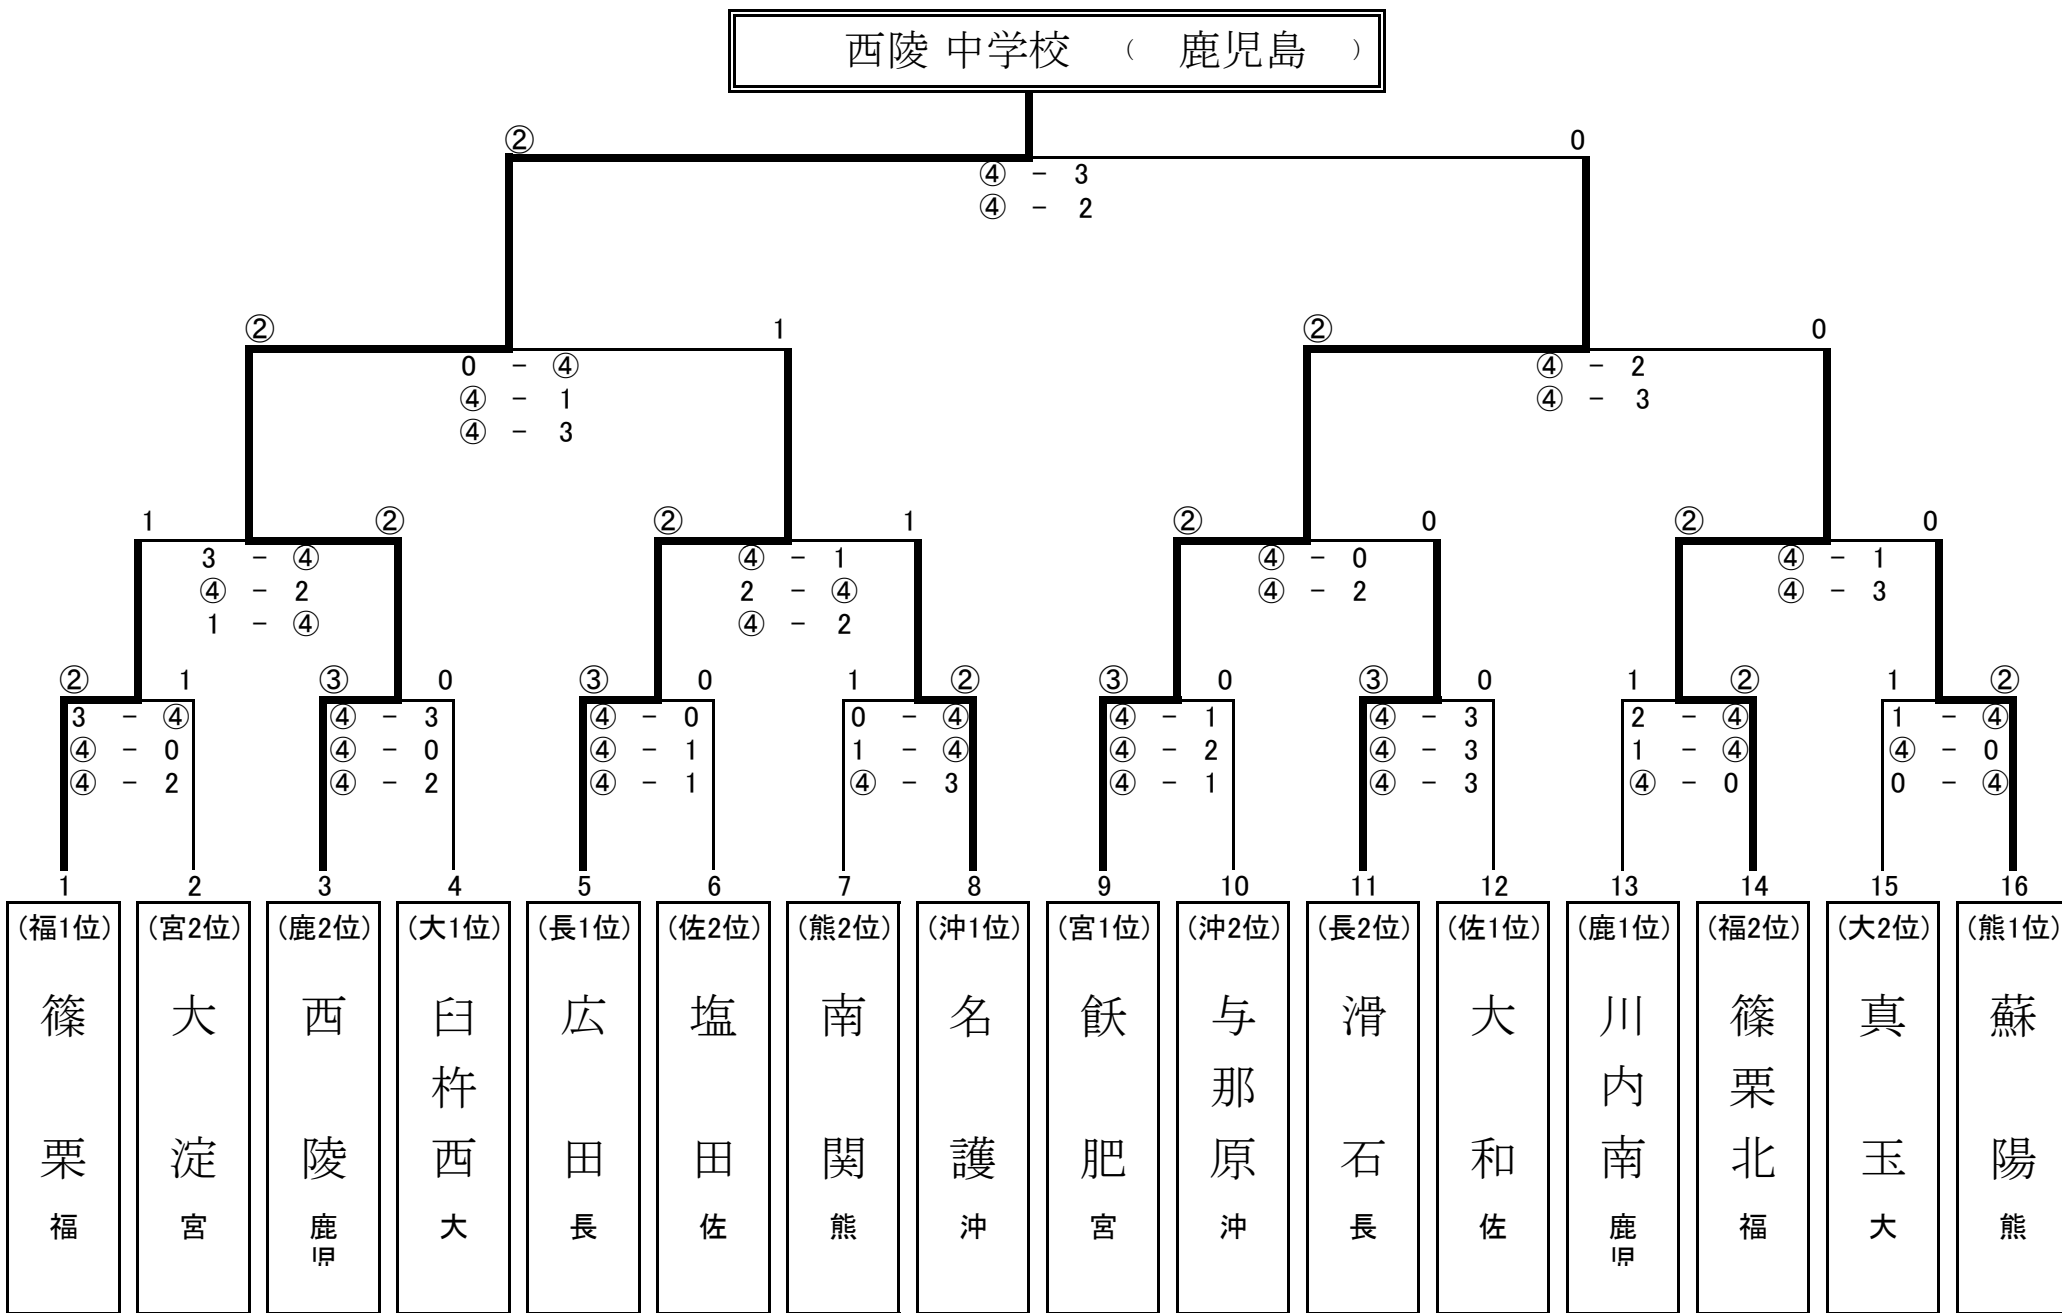 西陵 中学校 （ 鹿児島 ）
② 0
④ - 3
④ - 2
② 1 ② 0
0 - ④ ④ - 2
④ - 1 ④ - 3
④ - 3
1 ② ② 1 ② 0 ② 0
3 - ④ ④ - 1 ④ - 0 ④ - 1
④ - 2 2 - ④ ④ - 2 ④ - 3
1 - ④ ④ - 2
② 1 ③ 0 ③ 0 1 ② ③ 0 ③ 0 1 ② 1 ②
3 - ④ ④ - 3 ④ - 0 0 - ④ ④ - 1 ④ - 3 2 - ④ 1 - ④
④ - 0 ④ - 0 ④ - 1 1 - ④ ④ - 2 ④ - 3 1 - ④ ④ - 0
④ - 2 ④ - 2 ④ - 1 ④ - 3 ④ - 1 ④ - 3 ④ - 0 0 - ④
1 2 3 4 5 6 7 8 9 10 11 12 13 14 15 16
(福1位) (宮2位) (鹿2位) (大1位) (長1位) (佐2位) (熊2位) (沖1位) (宮1位) (沖2位) (長2位) (佐1位) (鹿1位) (福2位) (大2位) (熊1位)
篠栗
大淀
西陵
臼杵西
広田
塩田
南関
名護
飫肥
与那原
滑石
大和
川内南
篠栗北
真玉
蘇陽
福 宮 鹿児 大 長 佐 熊 沖 宮 沖 長 佐 鹿児 福 大 熊